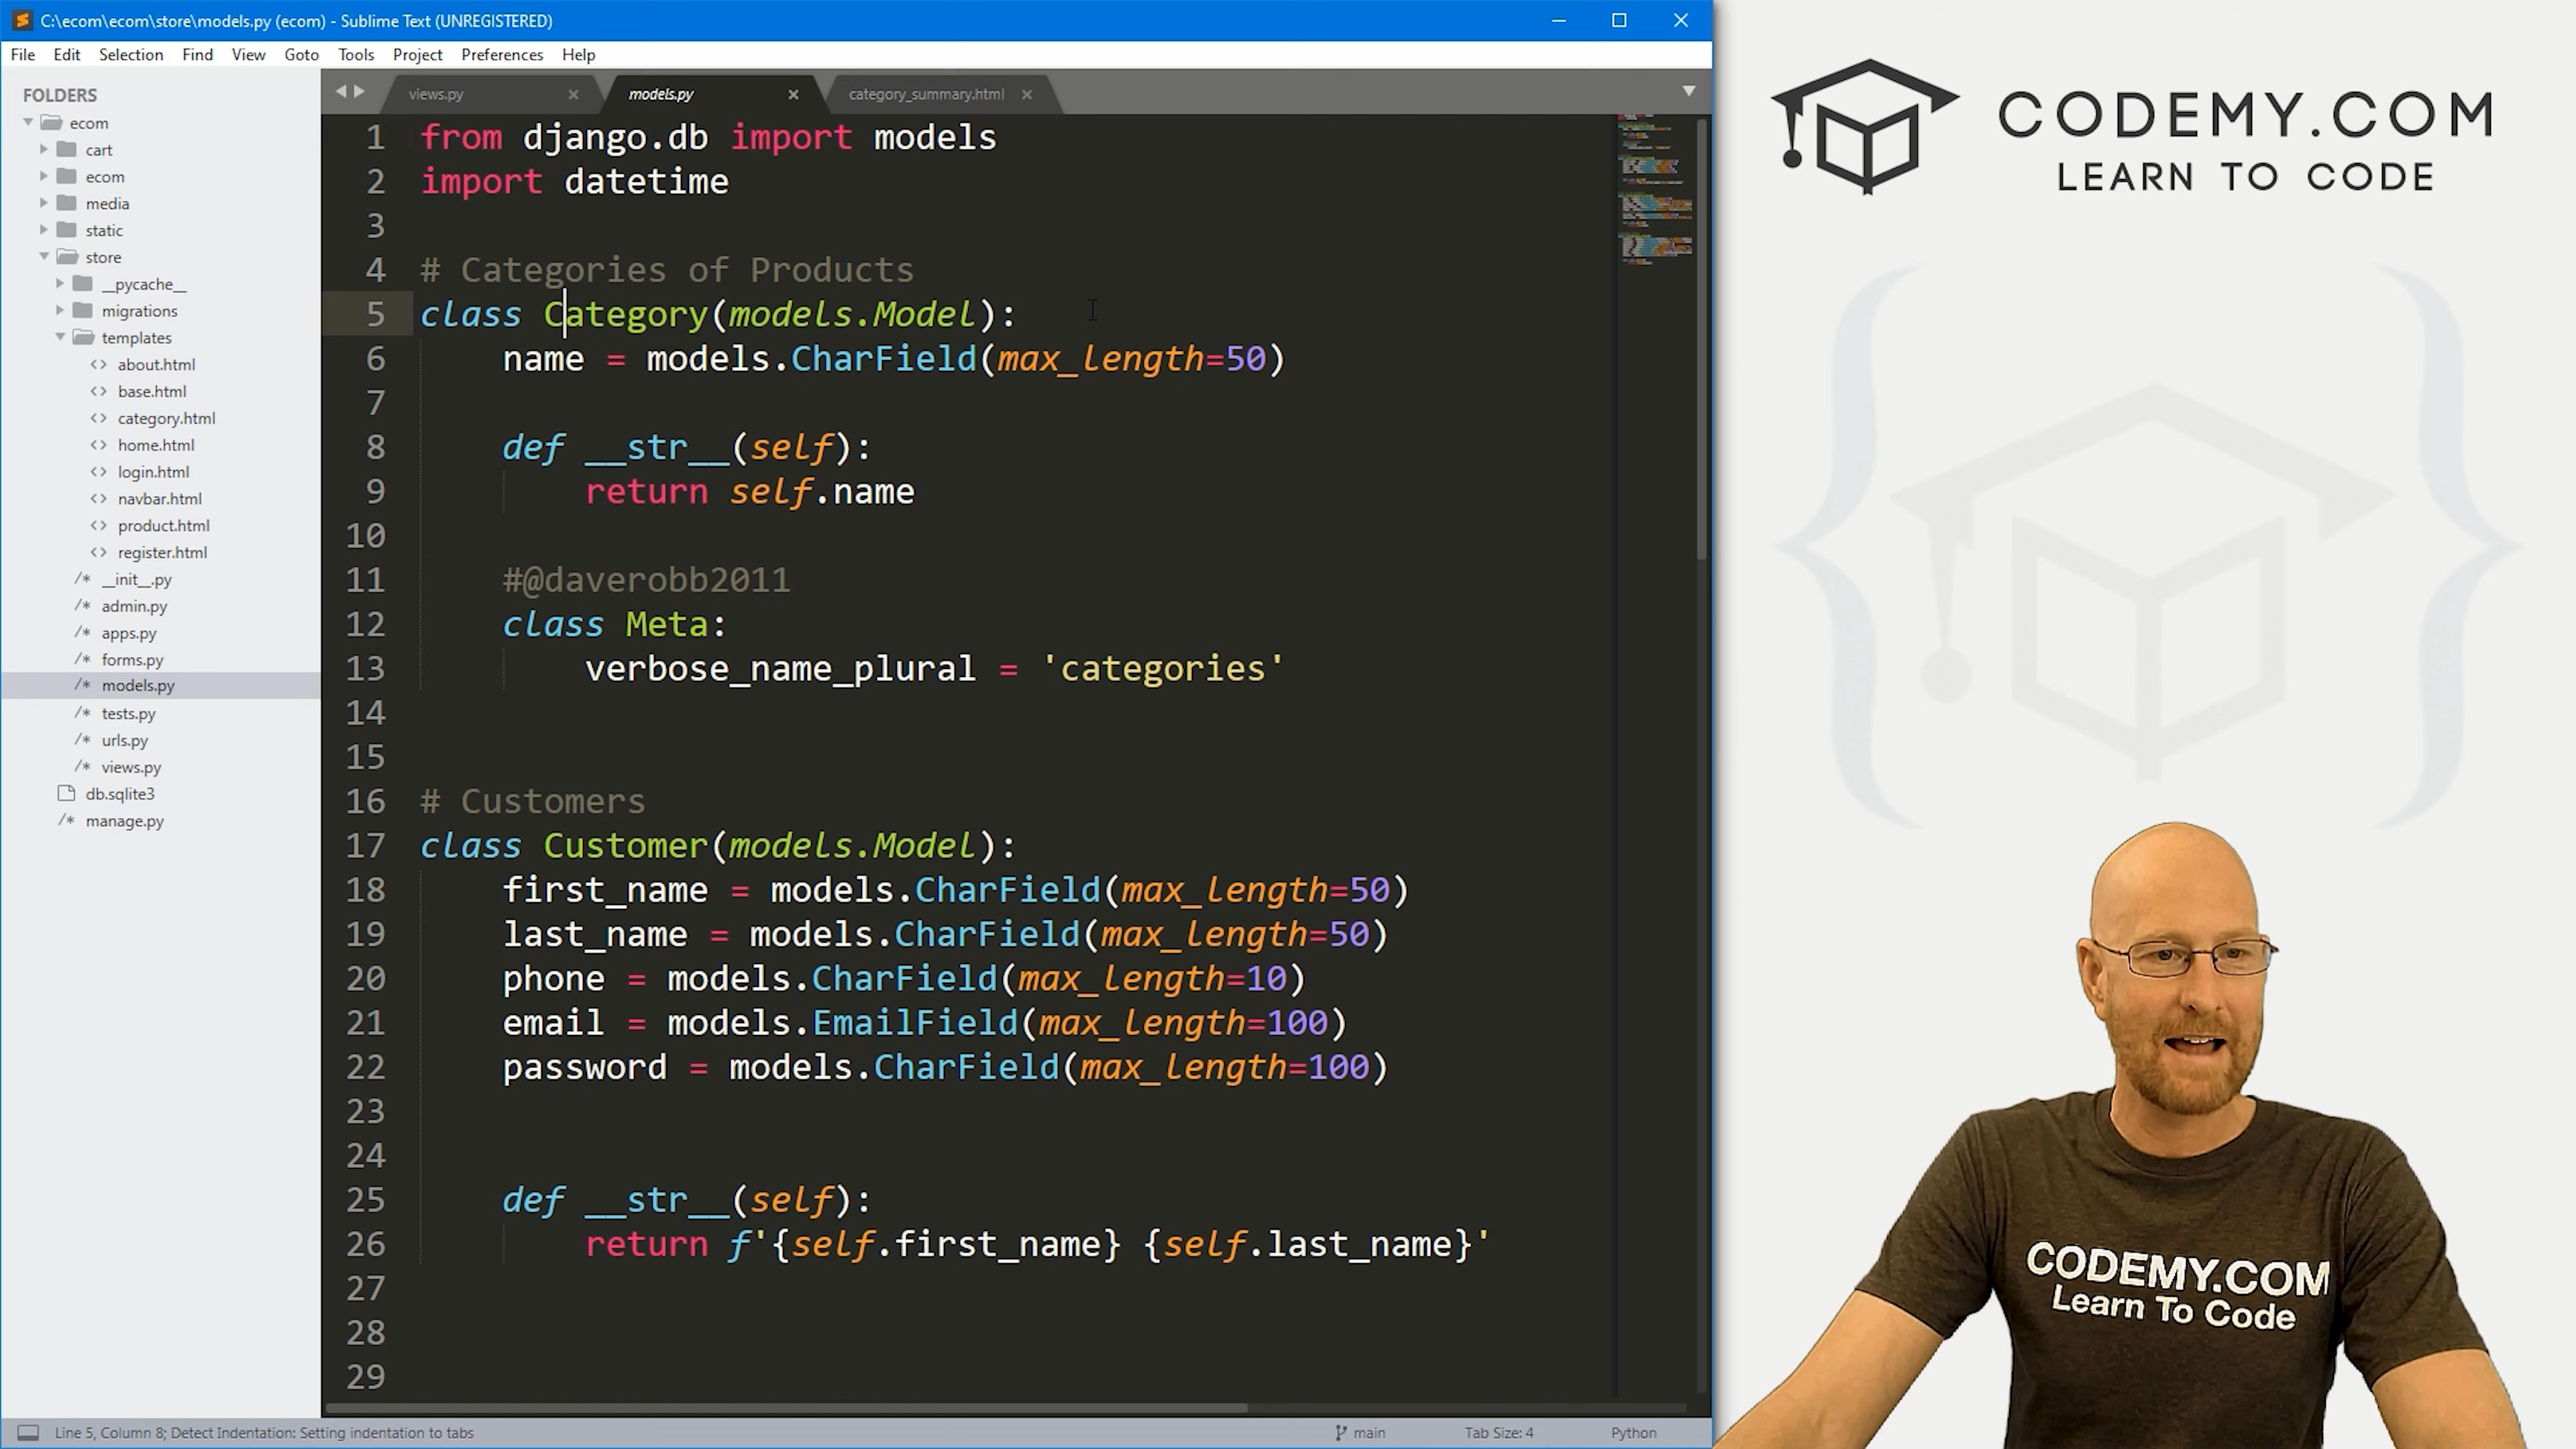 C:\ecom\ecom\store\models.py (ecom) - Sublime Text (UNREGISTERED)
File Edit Selection Find View Goto Tools Project Preferences Help
FOLDERS
ecom
cart
ecom
media
static
store
__pycache__
migrations
templates
<> about.html
<> base.html
<> category.html
<> home.html
<> login.html
<> navbar.html
<> product.html
<> register.html
/* __init__.py
/* admin.py
/* apps.py
/* forms.py
/* models.py
/* tests.py
/* urls.py
/* views.py
db.sqlite3
/* manage.py
views.py models.py category_summary.html
1 from django.db import models
2 import datetime
3
4 # Categories of Products
5 class Category(models.Model):
6 name = models.CharField(max_length=50)
7
8 def __str__(self):
9 return self.name
10
11 #@daverobb2011
12 class Meta:
13 verbose_name_plural = 'categories'
14
15
16 # Customers
17 class Customer(models.Model):
18 first_name = models.CharField(max_length=50)
19 last_name = models.CharField(max_length=50)
20 phone = models.CharField(max_length=10)
21 email = models.EmailField(max_length=100)
22 password = models.CharField(max_length=100)
23
24
25 def __str__(self):
26 return f'{self.first_name} {self.last_name}'
27
28
29
Line 5, Column 8; Detect Indentation: Setting indentation to tabs main Tab Size: 4 Python
CODEMY.COM
LEARN TO CODE
CODEMY.COM
Learn To Code